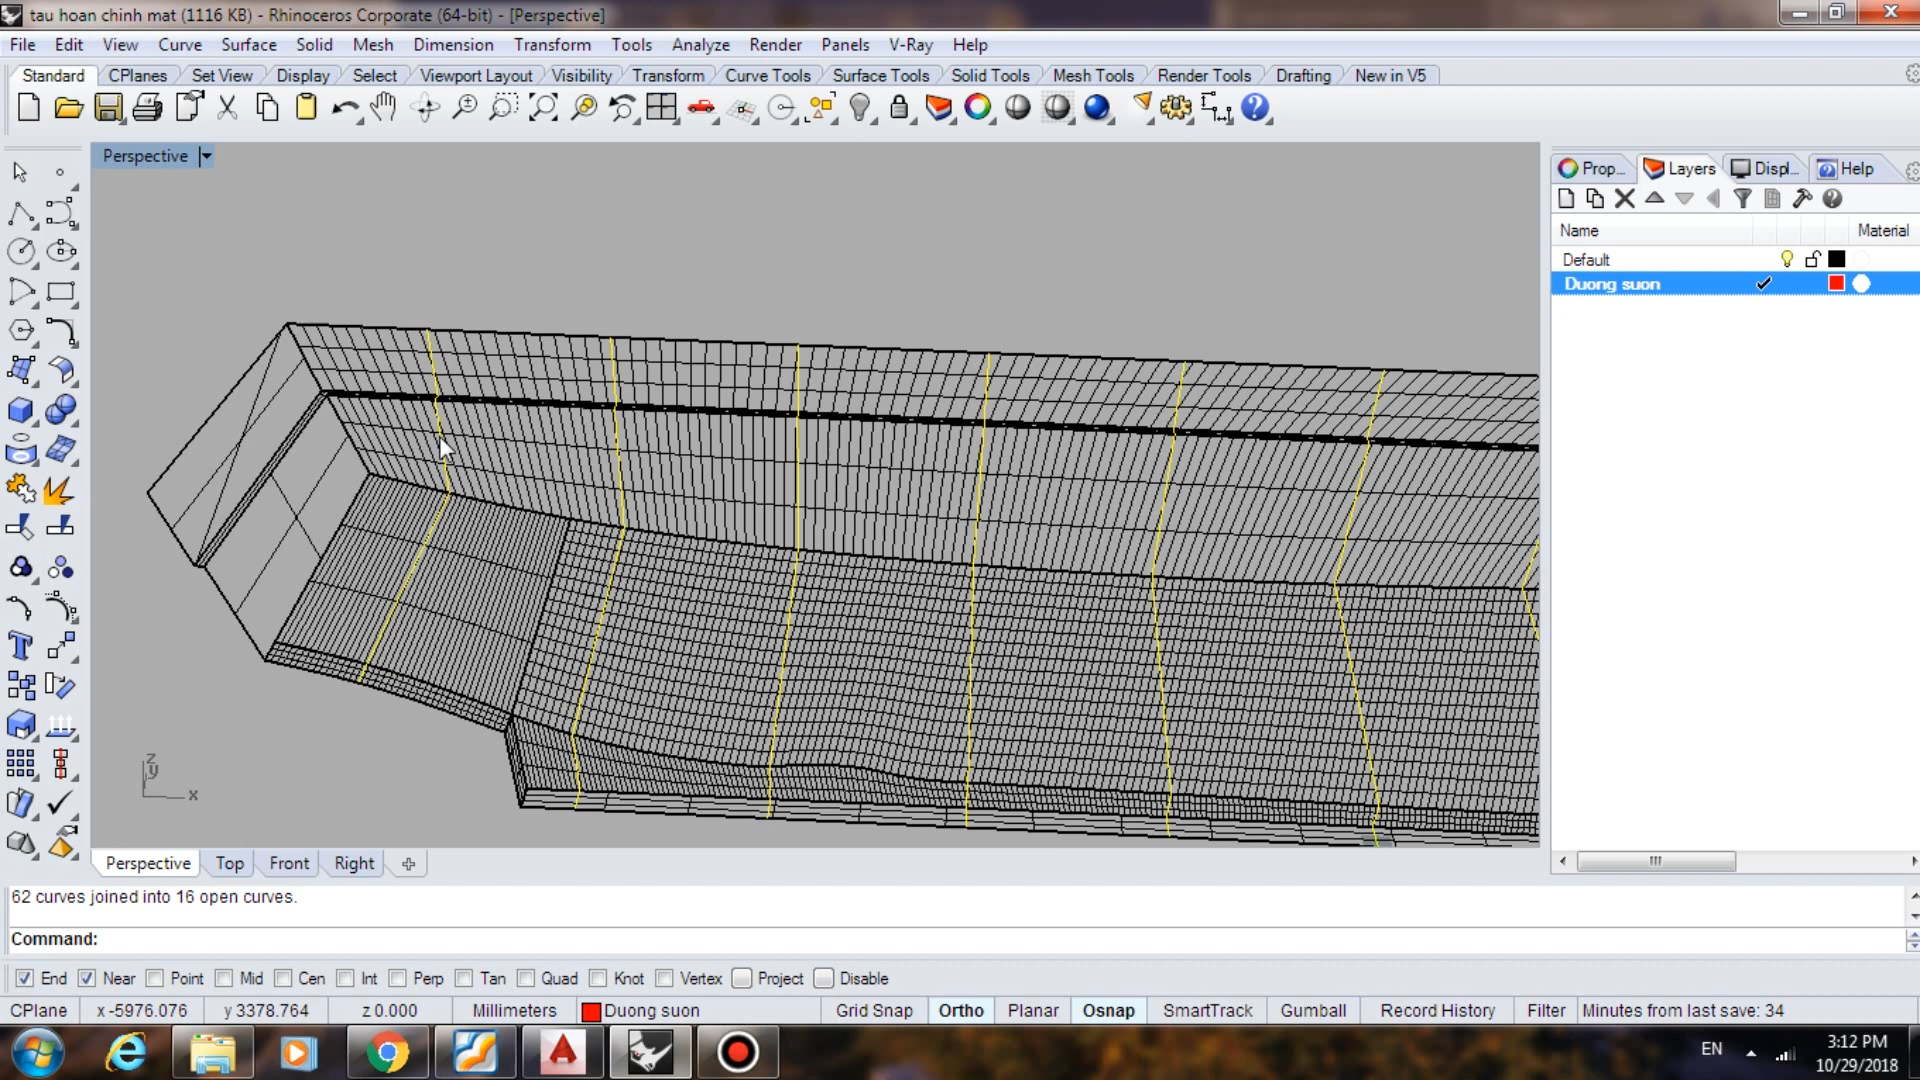 tau hoan chinh mat (1116 KB) - Rhinoceros Corporate (64-bit) - [Perspective]
File Edit View Curve Surface Solid Mesh Dimension Transform Tools Analyze Render Panels V-Ray Help
Standard CPlanes Set View Display Select Viewport Layout Visibility Transform Curve Tools Surface Tools Solid Tools Mesh Tools Render Tools Drafting New in V5
Perspective
Prop... Layers Displ... Help
Name Material
Default
Duong suon
z
y
x
Perspective Top Front Right
62 curves joined into 16 open curves.
Command:
End Near Point Mid Cen Int Perp Tan Quad Knot Vertex Project Disable
CPlane x -5976.076 y 3378.764 z 0.000 Millimeters Duong suon Grid Snap Ortho Planar Osnap SmartTrack Gumball Record History Filter Minutes from last save: 34
EN
3:12 PM
10/29/2018